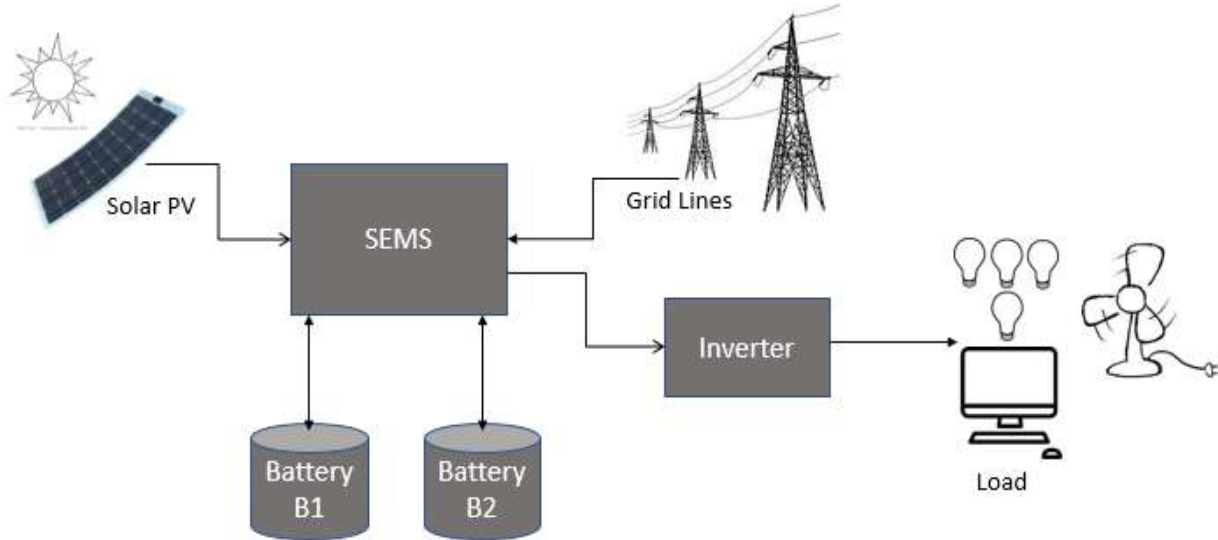 Solar PV
Grid Lines
SEMS
Inverter
Battery
B1
Battery
B2
Load